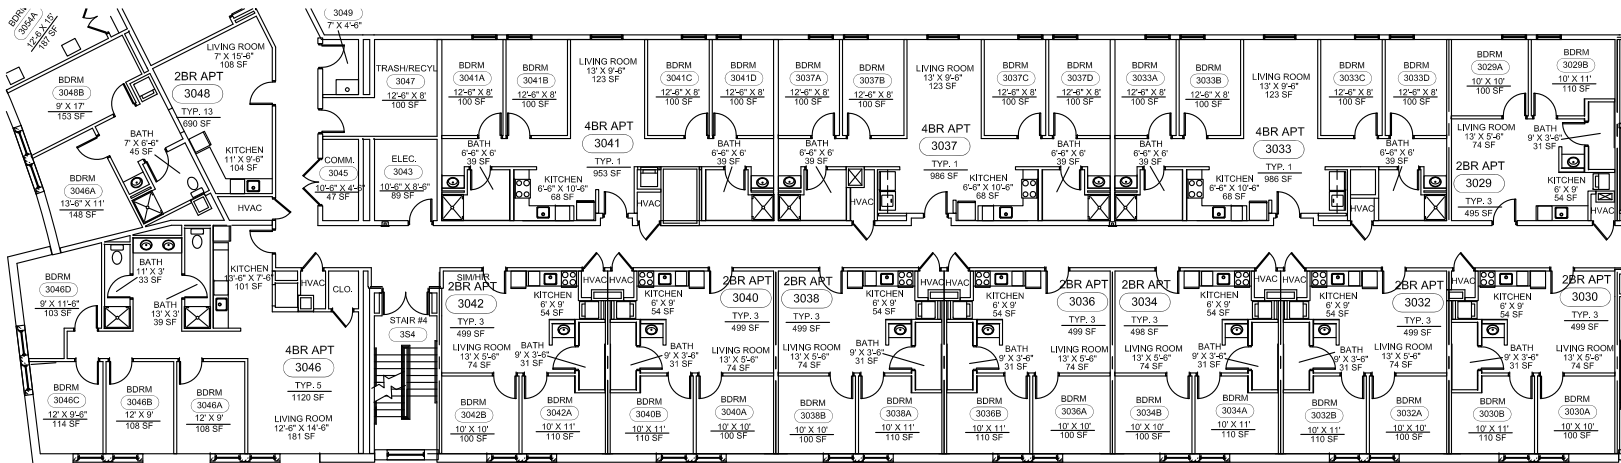 BDRM
3054A
12'-6 X 15'
187 SF
3049
7' X 4'-6"
LIVING ROOM
7' X 15'-6"
108 SF
2BR APT
3048
TYP. 13
690 SF
BDRM
3048B
9' X 17'
153 SF
BATH
7' X 6'-6"
45 SF
KITCHEN
11' X 9'-6"
104 SF
BDRM
3046A
13'-6" X 11'
148 SF
HVAC
TRASH/RECYL
3047
12'-6" X 8'
100 SF
COMM.
3045
10'-6" X 4'-6"
47 SF
ELEC.
3043
10'-6" X 8'-6"
89 SF
BDRM
3041A
12'-6" X 8'
100 SF
BDRM
3041B
12'-6" X 8'
100 SF
LIVING ROOM
13' X 9'-6"
123 SF
BDRM
3041C
12'-6" X 8'
100 SF
BDRM
3041D
12'-6" X 8'
100 SF
4BR APT
3041
TYP. 1
953 SF
BATH
6'-6" X 6'
39 SF
KITCHEN
6'-6" X 10'-6"
68 SF
HVAC
BATH
6'-6" X 6'
39 SF
BDRM
3037A
12'-6" X 8'
100 SF
BDRM
3037B
12'-6" X 8'
100 SF
LIVING ROOM
13' X 9'-6"
123 SF
BDRM
3037C
12'-6" X 8'
100 SF
BDRM
3037D
12'-6" X 8'
100 SF
4BR APT
3037
TYP. 1
986 SF
BATH
6'-6" X 6'
39 SF
HVAC
KITCHEN
6'-6" X 10'-6"
68 SF
BATH
6'-6" X 6'
39 SF
BDRM
3033A
12'-6" X 8'
100 SF
BDRM
3033B
12'-6" X 8'
100 SF
LIVING ROOM
13' X 9'-6"
123 SF
BDRM
3033C
12'-6" X 8'
100 SF
BDRM
3033D
12'-6" X 8'
100 SF
4BR APT
3033
TYP. 1
986 SF
BATH
6'-6" X 6'
39 SF
KITCHEN
6'-6" X 10'-6"
68 SF
HVAC
BATH
6'-6" X 6'
39 SF
BDRM
3029A
10' X 10'
100 SF
BDRM
3029B
10' X 11'
110 SF
LIVING ROOM
13' X 5'-6"
74 SF
BATH
9' X 3'-6"
31 SF
2BR APT
3029
TYP. 3
495 SF
KITCHEN
6' X 9'
54 SF
HVAC
BDRM
3046D
9' X 11'-6"
103 SF
BATH
11' X 3'
33 SF
BATH
13' X 3'
39 SF
KITCHEN
13'-6" X 7'-6"
101 SF
HVAC
CLO.
4BR APT
3046
TYP. 5
1120 SF
LIVING ROOM
12'-6" X 14'-6"
181 SF
BDRM
3046C
12' X 9'-6"
114 SF
BDRM
3046B
12' X 9'
108 SF
BDRM
3046A
12' X 9'
108 SF
STAIR #4
3S4
SIM/HIR
2BR APT
3042
TYP. 3
499 SF
LIVING ROOM
13' X 5'-6"
74 SF
KITCHEN
6' X 9'
54 SF
BATH
9' X 3'-6"
31 SF
HVAC
BDRM
3042B
10' X 10'
100 SF
BDRM
3042A
10' X 11'
110 SF
HVAC
KITCHEN
6' X 9'
54 SF
2BR APT
3040
TYP. 3
499 SF
BATH
9' X 3'-6"
31 SF
LIVING ROOM
13' X 5'-6"
74 SF
BDRM
3040B
10' X 11'
110 SF
BDRM
3040A
10' X 10'
100 SF
2BR APT
3038
TYP. 3
499 SF
LIVING ROOM
13' X 5'-6"
74 SF
KITCHEN
6' X 9'
54 SF
BATH
9' X 3'-6"
31 SF
HVAC
BDRM
3038B
10' X 10'
100 SF
BDRM
3038A
10' X 11'
110 SF
HVAC
KITCHEN
6' X 9'
54 SF
2BR APT
3036
TYP. 3
499 SF
BATH
9' X 3'-6"
31 SF
LIVING ROOM
13' X 5'-6"
74 SF
BDRM
3036B
10' X 11'
110 SF
BDRM
3036A
10' X 10'
100 SF
2BR APT
3034
TYP. 3
498 SF
LIVING ROOM
13' X 5'-6"
74 SF
KITCHEN
6' X 9'
54 SF
BATH
9' X 3'-6"
31 SF
HVAC
BDRM
3034B
10' X 10'
100 SF
BDRM
3034A
10' X 11'
110 SF
HVAC
KITCHEN
6' X 9'
54 SF
2BR APT
3032
TYP. 3
499 SF
BATH
9' X 3'-6"
31 SF
LIVING ROOM
13' X 5'-6"
74 SF
BDRM
3032B
10' X 11'
110 SF
BDRM
3032A
10' X 10'
100 SF
HVAC
KITCHEN
6' X 9'
54 SF
2BR APT
3030
TYP. 3
499 SF
BATH
9' X 3'-6"
31 SF
LIVING ROOM
13' X 5'-6"
74 SF
BDRM
3030B
10' X 11'
110 SF
BDRM
3030A
10' X 10'
100 SF